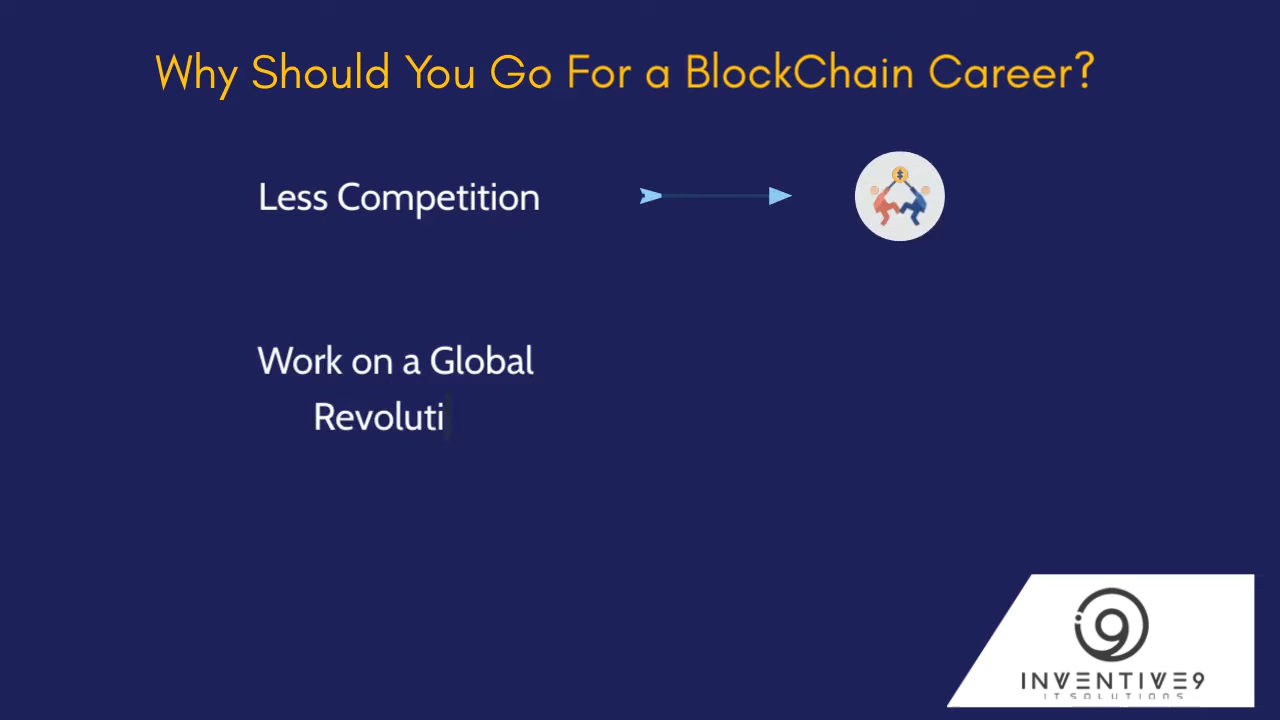 Why Should You Go For a BlockChain Career?
Less Competition
Work on a Global
Revoluti
INVENTIVE9
IT SOLUTIONS